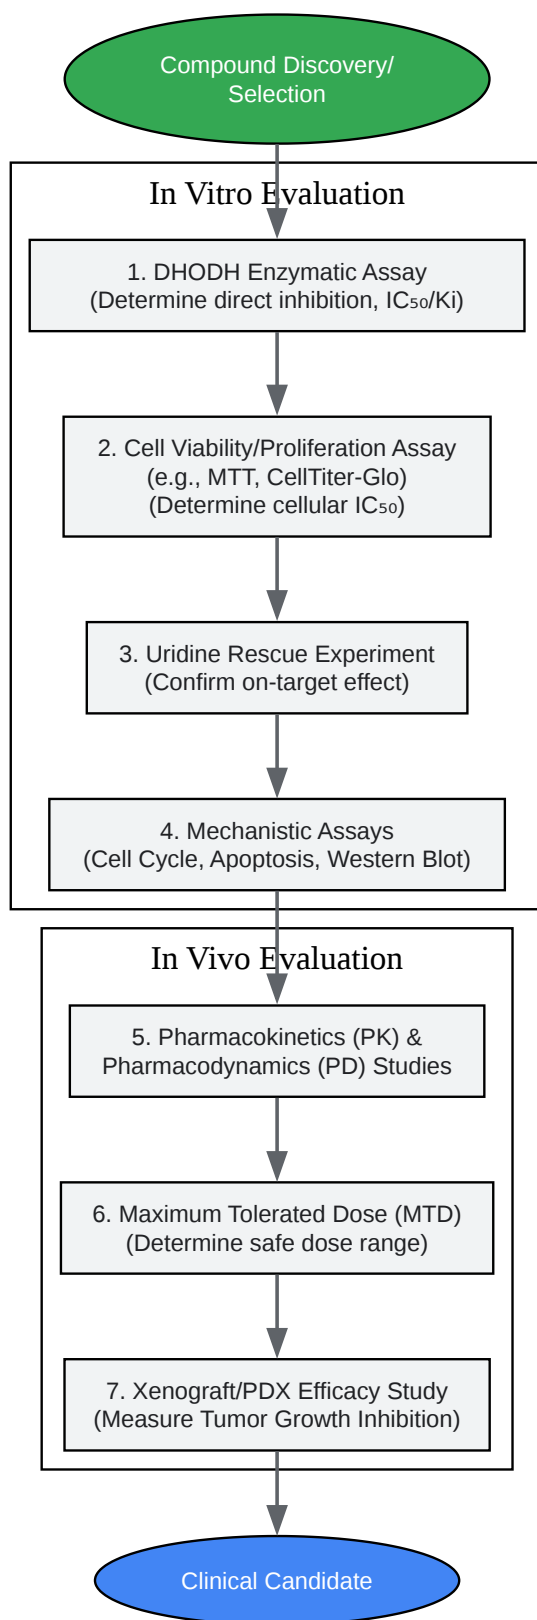 Compound Discovery/
Selection
In Vitro Evaluation
1. DHODH Enzymatic Assay
(Determine direct inhibition, IC₅₀/Ki)
2. Cell Viability/Proliferation Assay
(e.g., MTT, CellTiter-Glo)
(Determine cellular IC₅₀)
3. Uridine Rescue Experiment
(Confirm on-target effect)
4. Mechanistic Assays
(Cell Cycle, Apoptosis, Western Blot)
In Vivo Evaluation
5. Pharmacokinetics (PK) &
Pharmacodynamics (PD) Studies
6. Maximum Tolerated Dose (MTD)
(Determine safe dose range)
7. Xenograft/PDX Efficacy Study
(Measure Tumor Growth Inhibition)
Clinical Candidate